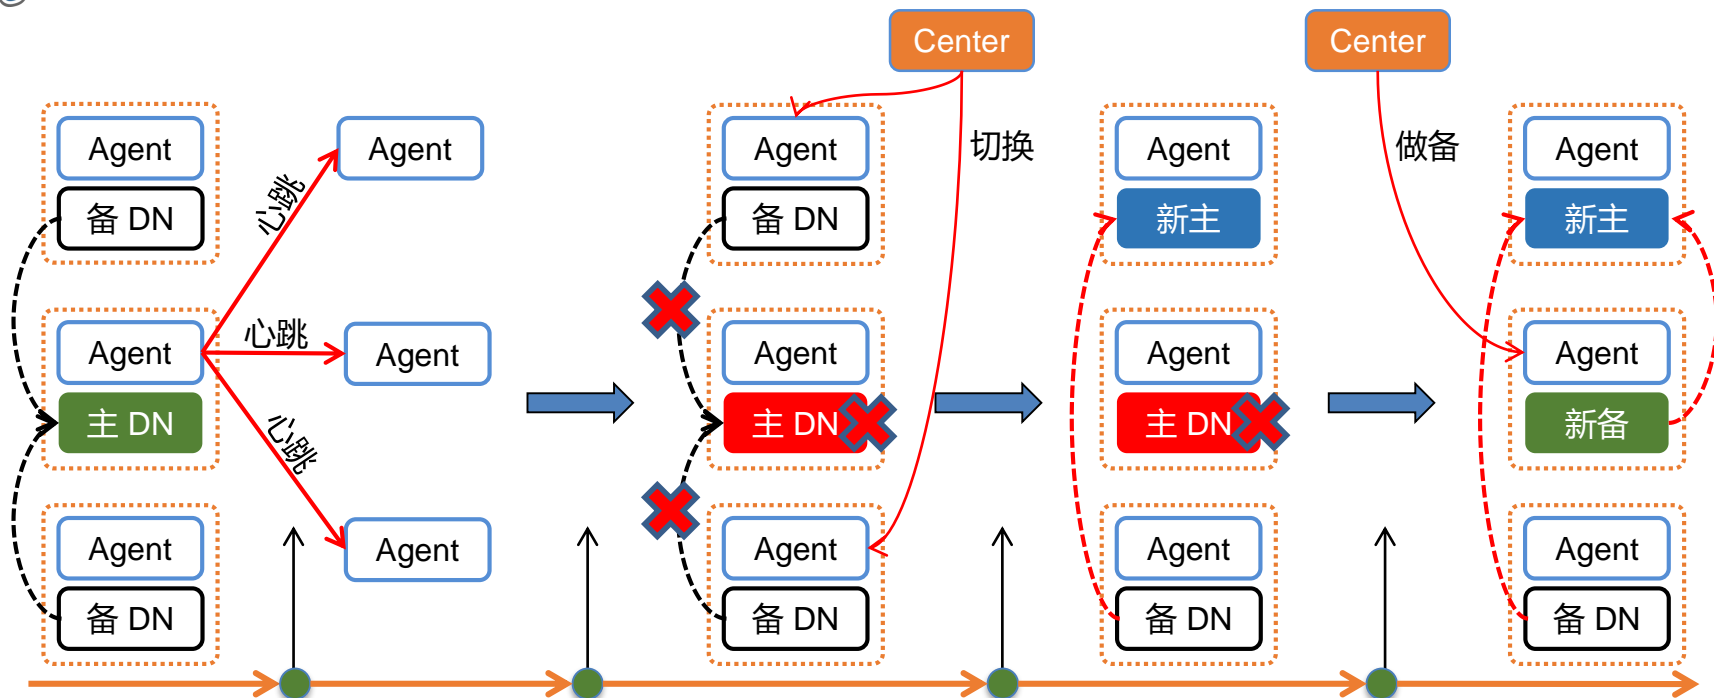 Center
Center
Agent
备 DN
Agent
主 DN
Agent
备 DN
心跳
心跳
心跳
Agent
Agent
Agent
Agent
备 DN
Agent
主 DN
Agent
备 DN
切换
Agent
新主
Agent
主 DN
Agent
备 DN
做备
Agent
新主
Agent
新备
Agent
备 DN